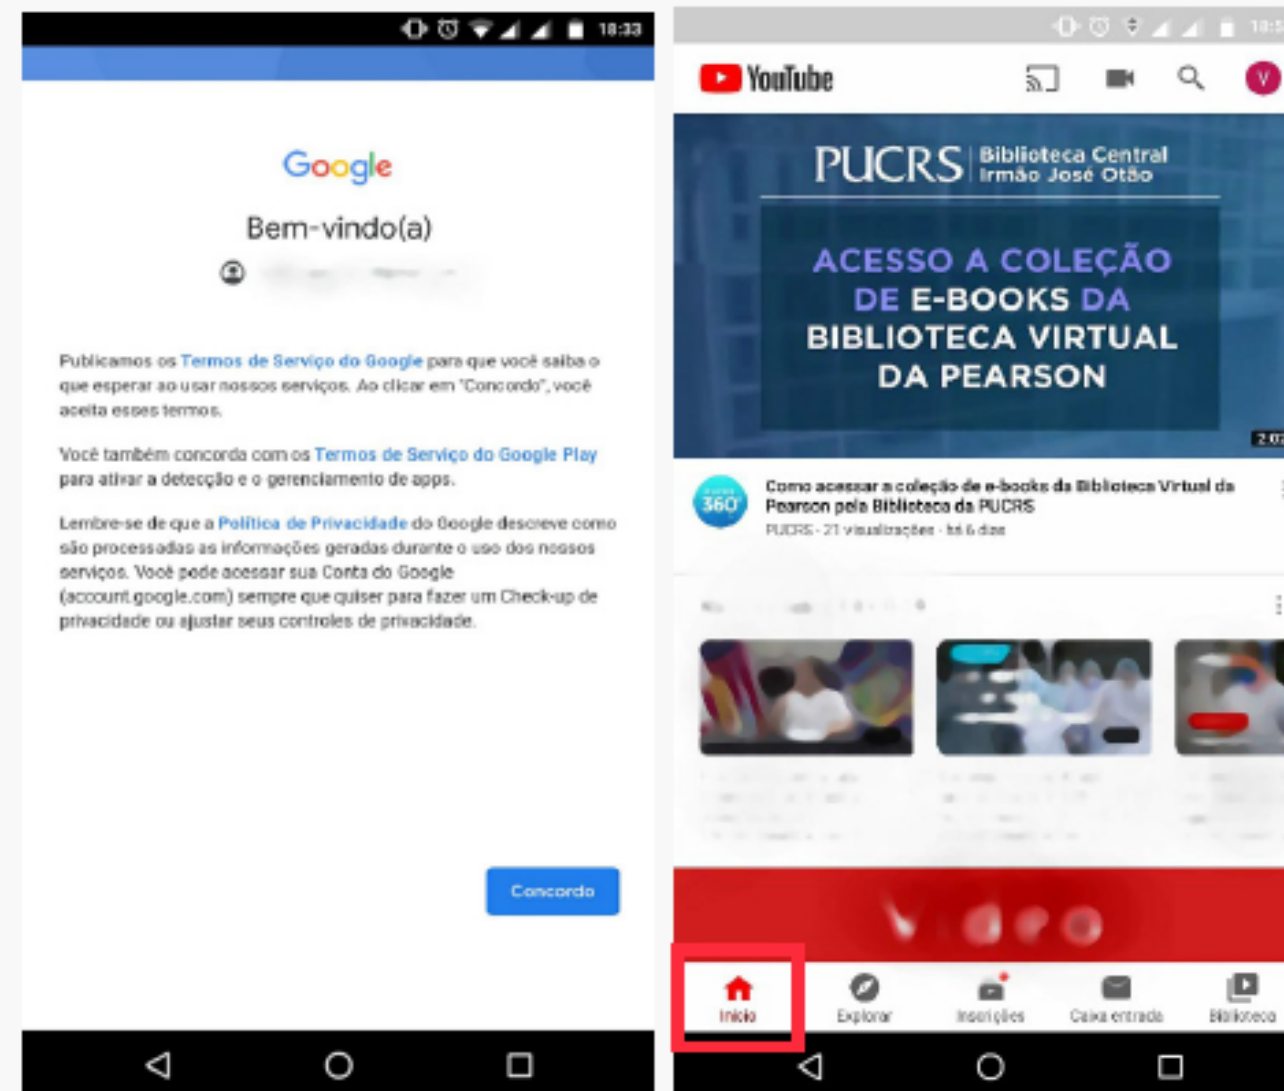 18:33
Google
Bem-vindo(a)
Publicamos os Termos de Serviço do Google para que você saiba o
que esperar ao usar nossos serviços. Ao clicar em "Concordo", você
aceita esses termos.
Você também concorda com os Termos de Serviço do Google Play
para ativar a detecção e o gerenciamento de apps.
Lembre-se de que a Política de Privacidade do Google descreve como
são processadas as informações geradas durante o uso dos nossos
serviços. Você pode acessar sua Conta do Google
(account.google.com) sempre que quiser para fazer um Check-up de
privacidade ou ajustar seus controles de privacidade.
Concordo
YouTube
V
PUCRS
Biblioteca Central
Irmão José Otão
ACESSO A COLEÇÃO
DE E-BOOKS DA
BIBLIOTECA VIRTUAL
DA PEARSON
2:02
360°
Como acessar a coleção de e-books da Biblioteca Virtual da
Pearson pela Biblioteca da PUCRS
PUCRS - 21 visualizações - há 6 dias
Início
Explorar
Inscrições
Caixa entrada
Biblioteca